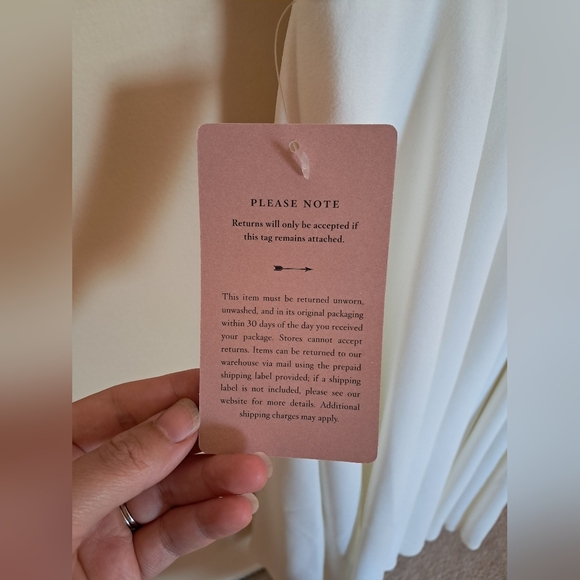 PLEASE NOTE
Returns will only be accepted if
this tag remains attached.
This item must be returned unworn,
unwashed, and in its original packaging
within 30 days of the day you received
your package. Stores cannot accept
returns. Items can be returned to our
warehouse via mail using the prepaid
shipping label provided; if a shipping
label is not included, please see our
website for more details. Additional
shipping charges may apply.